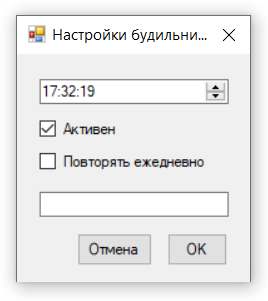 Настройки будильни...
17:32:19
Активен
Повторять ежедневно
Отмена
OK